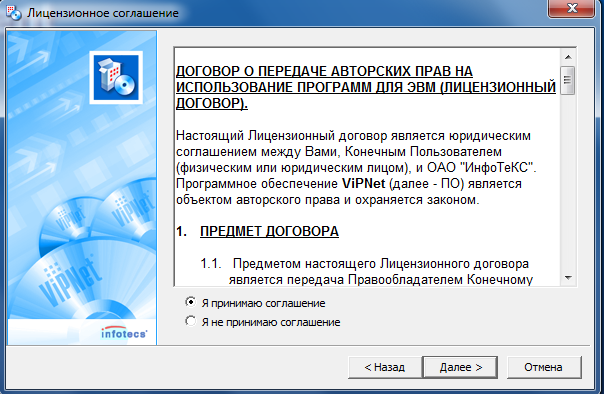 Лицензионное соглашение
ДОГОВОР О ПЕРЕДАЧЕ АВТОРСКИХ ПРАВ НА
ИСПОЛЬЗОВАНИЕ ПРОГРАММ ДЛЯ ЭВМ (ЛИЦЕНЗИОННЫЙ
ДОГОВОР).
Настоящий Лицензионный договор является юридическим
соглашением между Вами, Конечным Пользователем
(физическим или юридическим лицом), и ОАО "ИнфоТеКС".
Программное обеспечение ViPNet (далее - ПО) является
объектом авторского права и охраняется законом.
1. ПРЕДМЕТ ДОГОВОРА
1.1. Предметом настоящего Лицензионного договора
является передача Правообладателем Конечному
ViPNet
ViPNet
ViPNet
infotecs
Я принимаю соглашение
Я не принимаю соглашение
< Назад
Далее >
Отмена